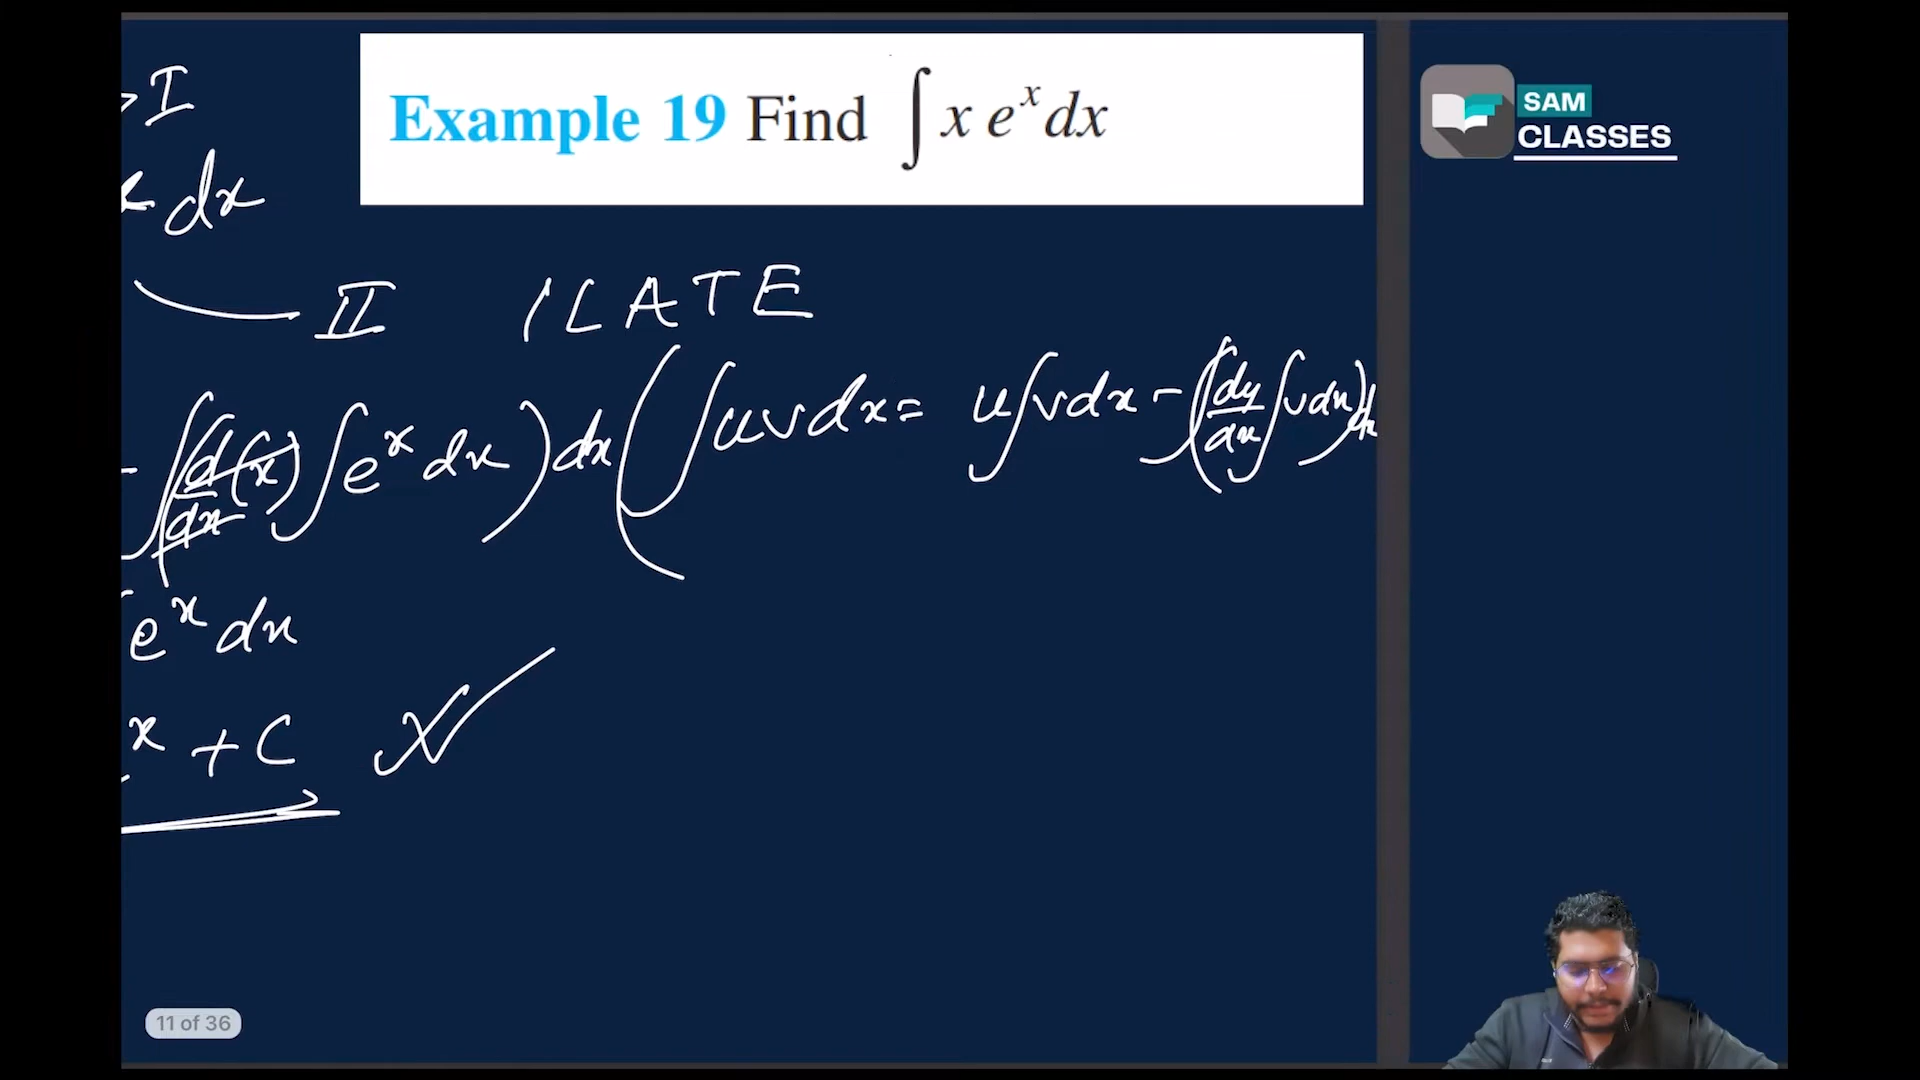 Example 19 Find ∫ x e^x dx
SAM
CLASSES
I
x dx
II ILATE
- ∫(d(x)/dx ∫e^x dx) dx (∫uv dx = u∫v dx - ∫(du/dx ∫v dx) dx
e^x dx
x + C
11 of 36